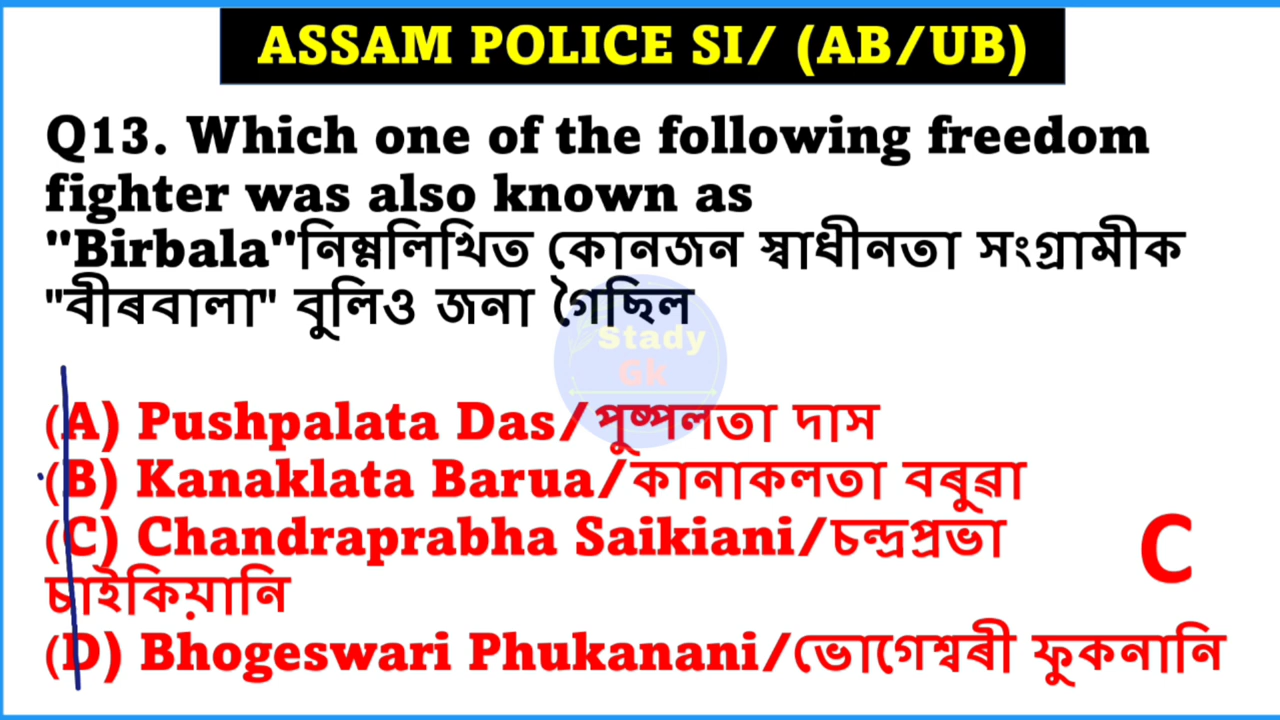 ASSAM POLICE SI/ (AB/UB)
Q13. Which one of the following freedom
fighter was also known as
"Birbala"নিম্নলিখিত কোনজন স্বাধীনতা সংগ্ৰামীক
"বীৰবালা" বুলিও জনা গৈছিল
Stady
Gk
(A) Pushpalata Das/পুষ্পলতা দাস
(B) Kanaklata Barua/কানাকলতা বৰুৱা
(C) Chandraprabha Saikiani/চন্দ্ৰপ্ৰভা
চাইকিয়ানি
C
(D) Bhogeswari Phukanani/ভোগেশ্বৰী ফুকনানি